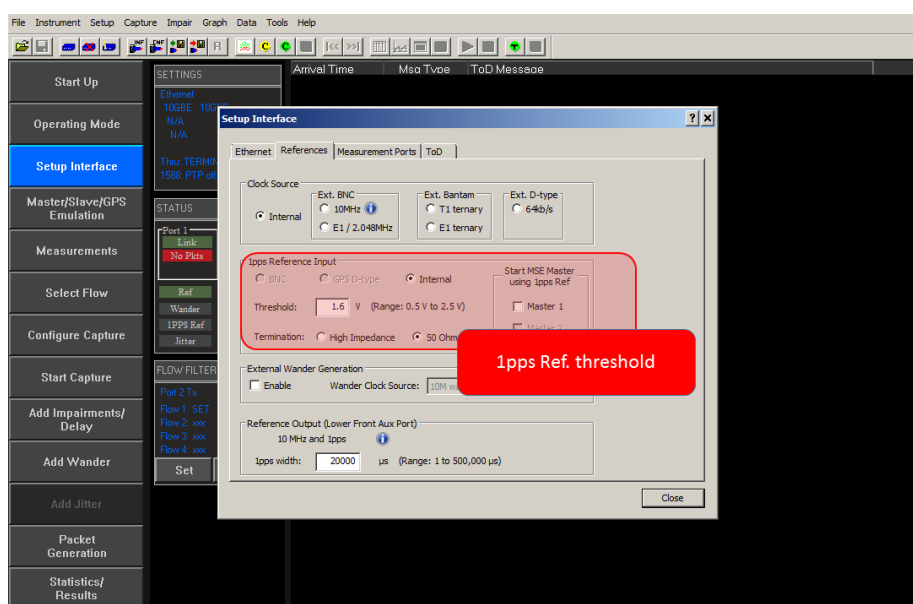 File Instrument Setup Capture Impair Graph Data Tools Help
Arrival Time Msg Type ToD Message
Start Up
Operating Mode
Setup Interface
Master/Slave/GPS
Emulation
Measurements
Select Flow
Configure Capture
Start Capture
Add Impairments/
Delay
Add Wander
Add Jitter
Packet
Generation
Statistics/
Results
SETTINGS
Ethernet
10GBE
N/A
N/A
Thru: TERMIN
1588: PTP off
STATUS
Port 1
Link
No Pkts
Ref
Wander
1PPS Ref
Jitter
FLOW FILTER
Port 2 Tx
Flow 1: SET
Flow 2: xxx
Flow 3: xxx
Flow 4: xxx
Set
Setup Interface
Ethernet References Measurement Ports ToD
Clock Source
Internal
Ext. BNC
10MHz
E1 / 2.048MHz
Ext. Bantam
T1 ternary
E1 ternary
Ext. D-type
64kb/s
1pps Reference Input
BNC GPS D-type Internal
Threshold: 1.6 V (Range: 0.5 V to 2.5 V)
Termination: High Impedance 50 Ohm
Start MSE Master
using 1pps Ref
Master 1
Master 2
1pps Ref. threshold
External Wander Generation
Enable Wander Clock Source: 10M
Reference Output (Lower Front Aux Port)
10 MHz and 1pps
1pps width: 20000 µs (Range: 1 to 500,000 µs)
Close